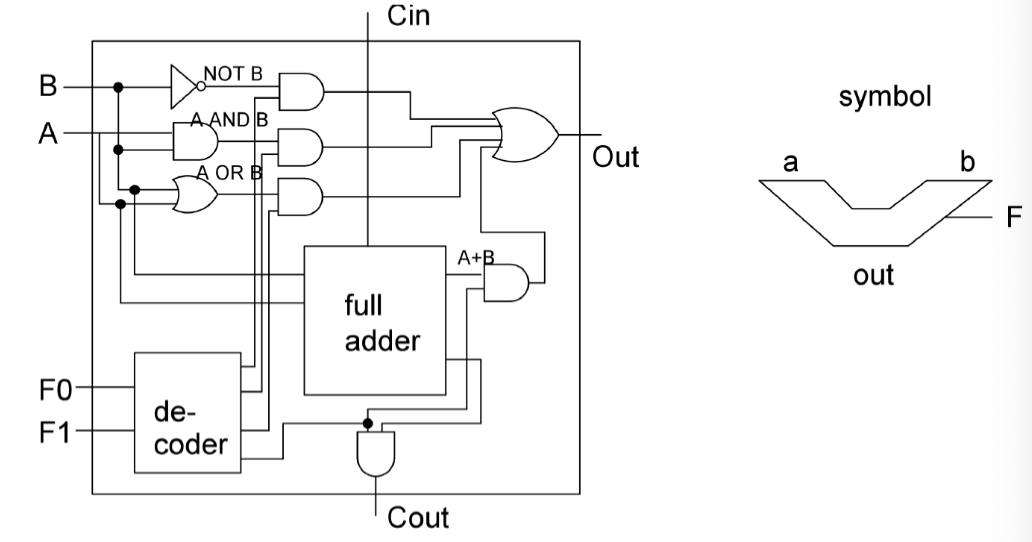 Cin
B
NOT B
A
A AND B
A OR B
Out
A+B
full
adder
F0
F1
de-
coder
Cout
symbol
a
b
F
out